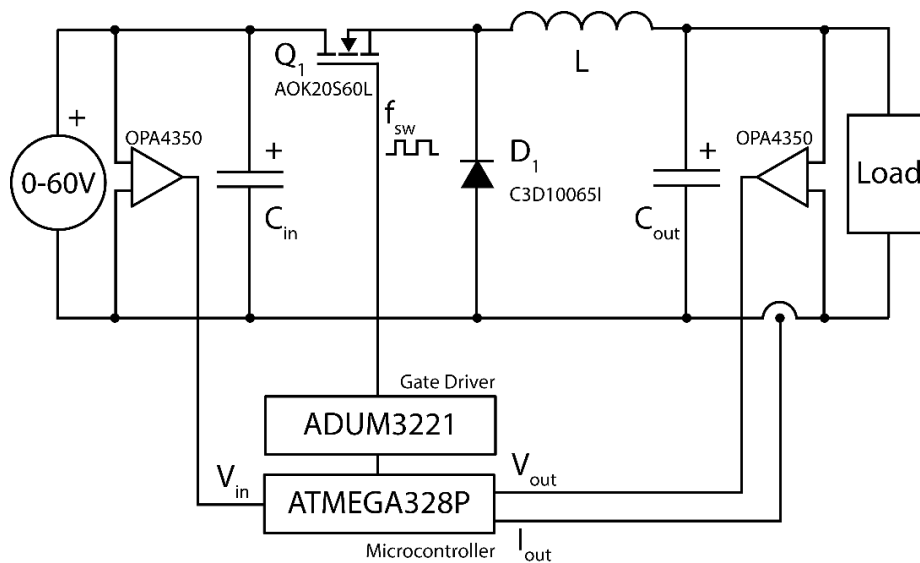 Q1
AOK20S60L
L
+
OPA4350
fsw
+
D1
+
OPA4350
0-60V
C3D10065I
Load
Cin
Cout
Gate Driver
ADUM3221
Vin
Vout
ATMEGA328P
Microcontroller
Iout